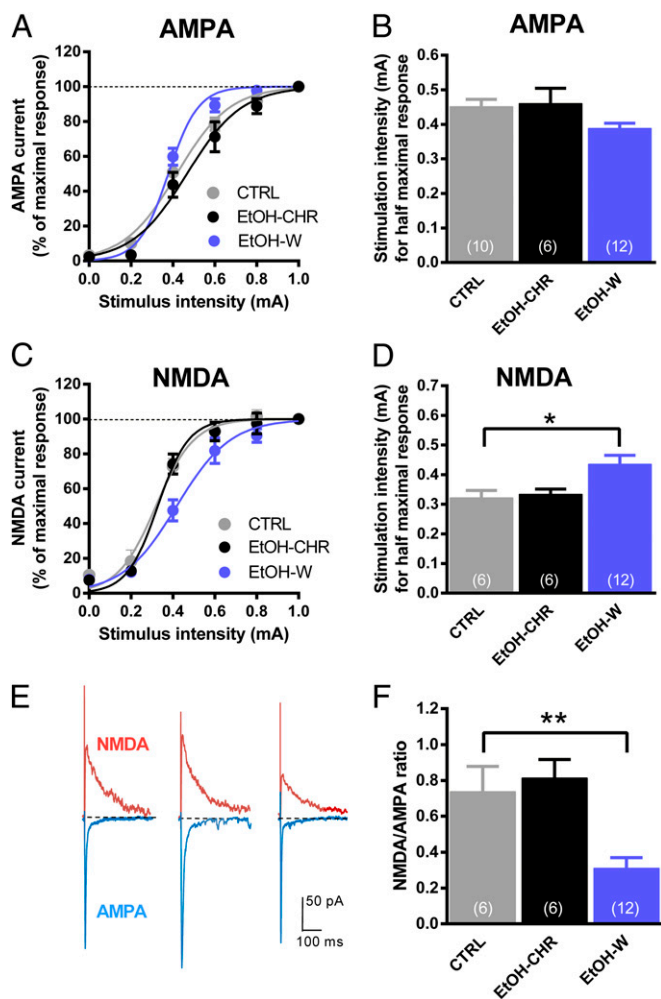 A
AMPA
AMPA current
(% of maximal response)
120
100
80
60
40
20
0
0.0 0.2 0.4 0.6 0.8 1.0
Stimulus intensity (mA)
CTRL
EtOH-CHR
EtOH-W
B
AMPA
Stimulation intensity (mA)
for half maximal response
0.6
0.5
0.4
0.3
0.2
0.1
0.0
(10) (6) (12)
CTRL
EtOH-CHR
EtOH-W
C
NMDA
NMDA current
(% of maximal response)
120
100
80
60
40
20
0
0.0 0.2 0.4 0.6 0.8 1.0
Stimulus intensity (mA)
CTRL
EtOH-CHR
EtOH-W
D
NMDA
Stimulation intensity (mA)
for half maximal response
0.7
0.6
0.5
0.4
0.3
0.2
0.1
0.0
*
(6) (6) (12)
CTRL
EtOH-CHR
EtOH-W
E
NMDA
AMPA
50 pA
100 ms
F
NMDA/AMPA ratio
1.2
1.0
0.8
0.6
0.4
0.2
0.0
**
(6) (6) (12)
CTRL
EtOH-CHR
EtOH-W